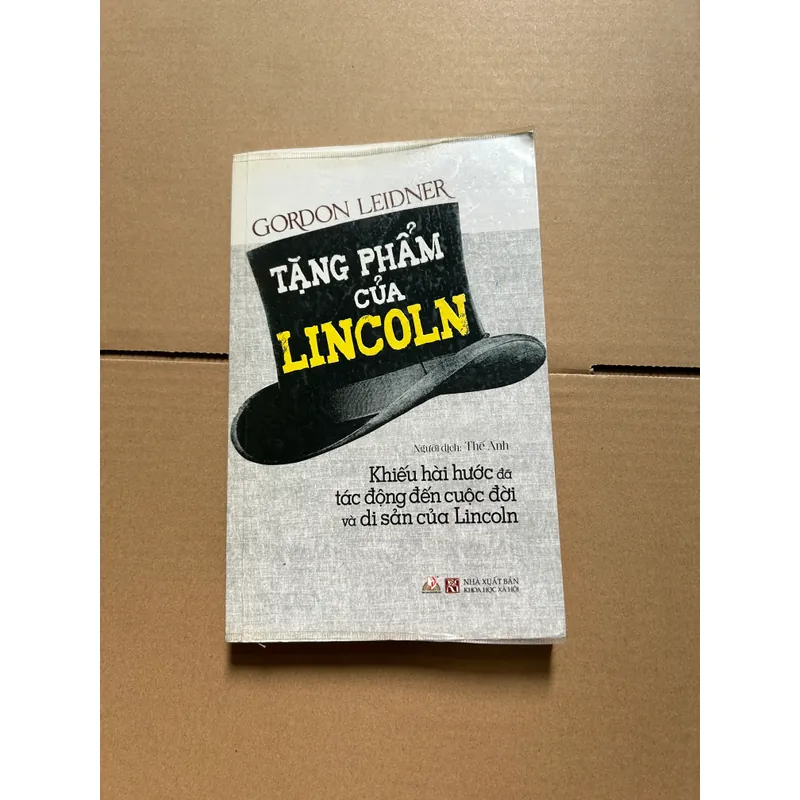 GORDON LEIDNER
TẶNG PHẨM
CỦA
LINCOLN
Người dịch: Thế Anh
Khiếu hài hước đã
tác động đến cuộc đời
và di sản của Lincoln
NHÀ XUẤT BẢN
KHOA HỌC XÃ HỘI